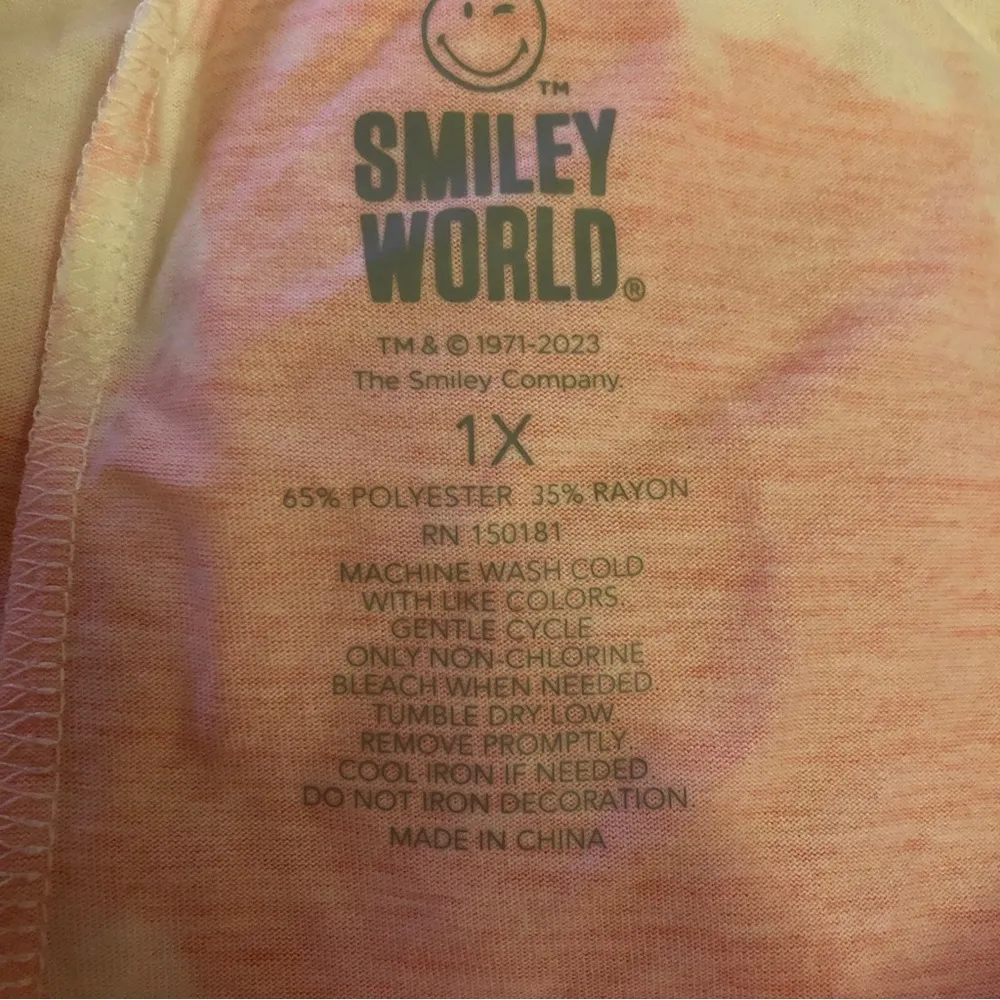 TM
SMILEY
WORLD®
TM & © 1971-2023
The Smiley Company.
1X
65% POLYESTER 35% RAYON
RN 150181
MACHINE WASH COLD
WITH LIKE COLORS.
GENTLE CYCLE
ONLY NON-CHLORINE
BLEACH WHEN NEEDED.
TUMBLE DRY LOW.
REMOVE PROMPTLY.
COOL IRON IF NEEDED.
DO NOT IRON DECORATION.
MADE IN CHINA